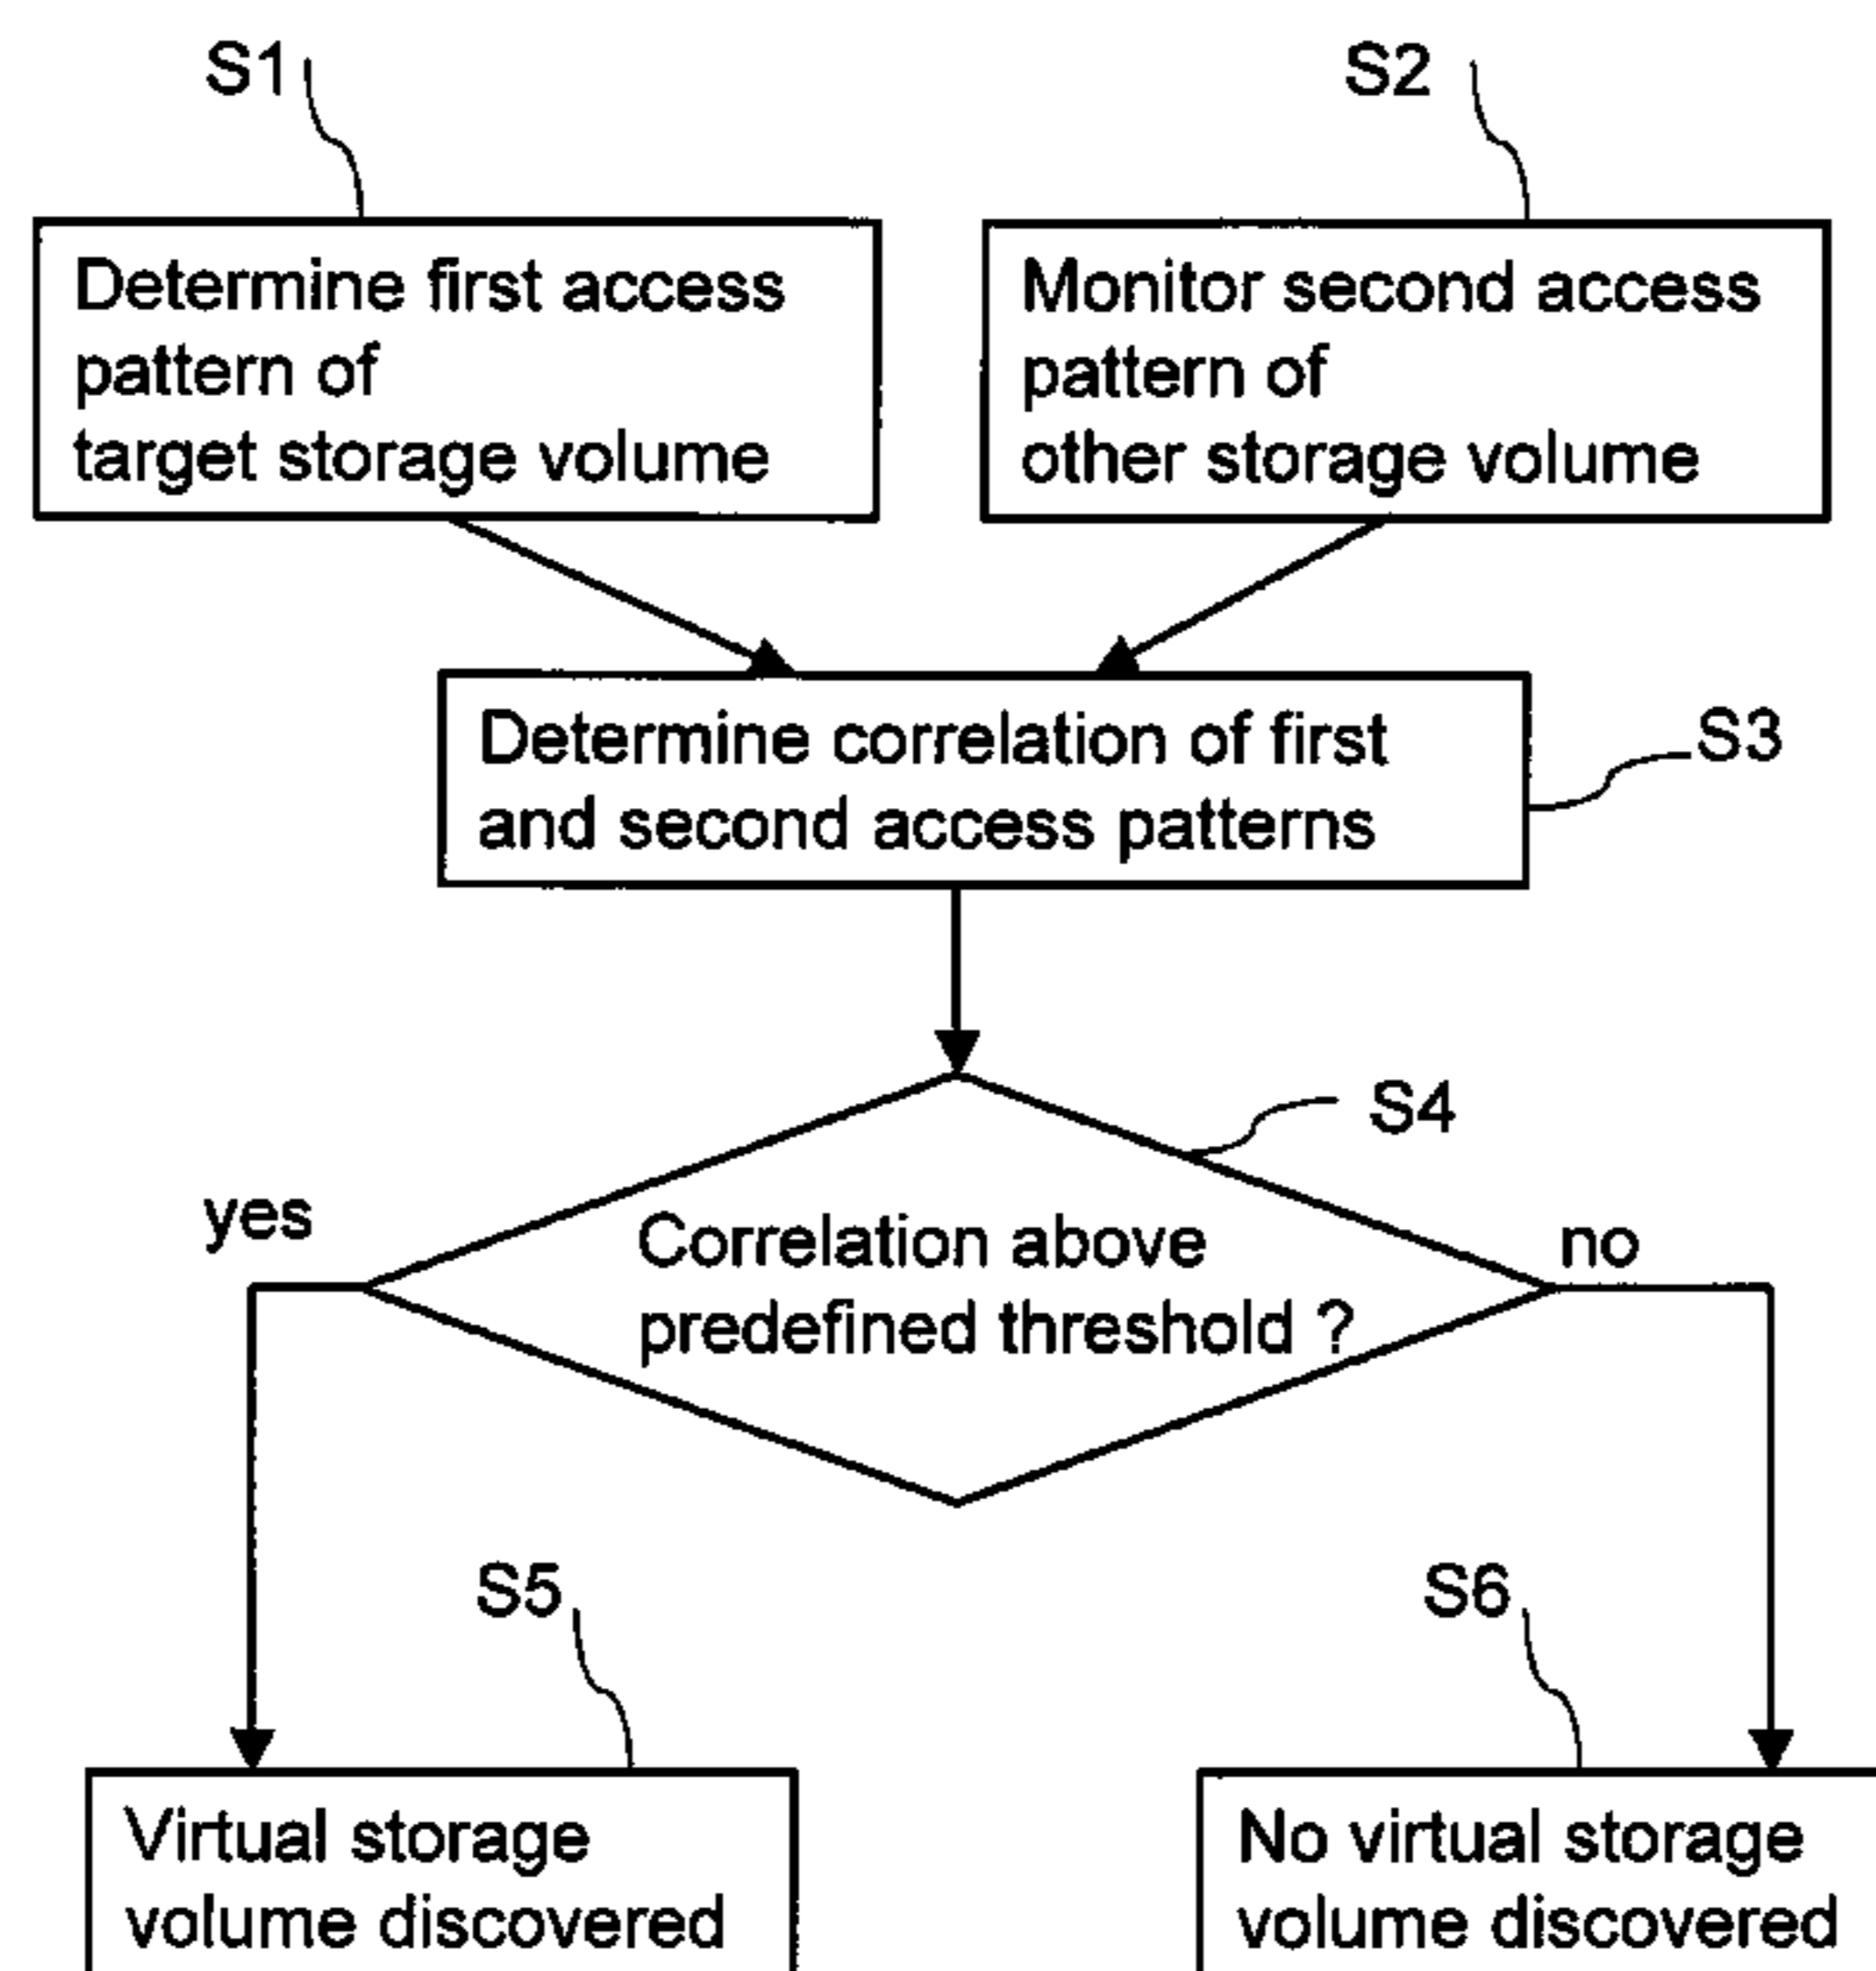 S1
S2
Determine first access
pattern of
target storage volume
Monitor second access
pattern of
other storage volume
Determine correlation of first
and second access patterns
S3
S4
yes
Correlation above
predefined threshold ?
no
S5
S6
Virtual storage
volume discovered
No virtual storage
volume discovered